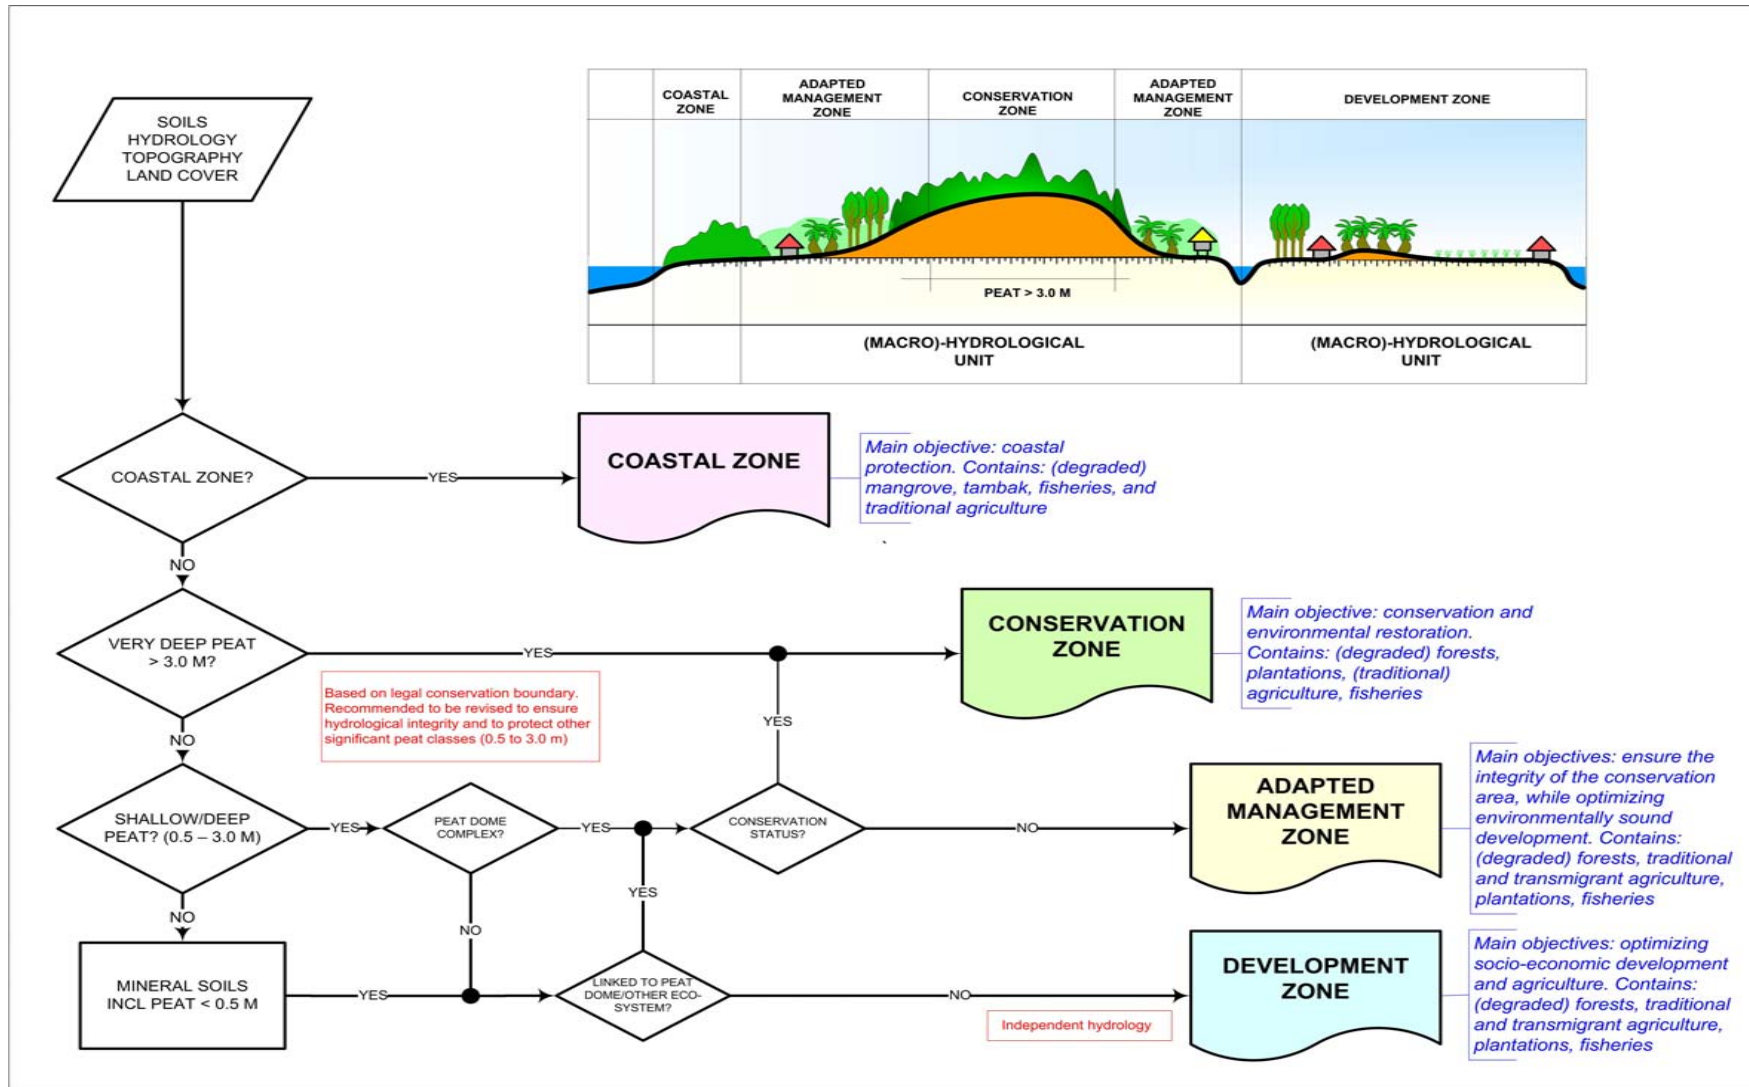 SOILS
HYDROLOGY
TOPOGRAPHY
LAND COVER
COASTAL
ZONE
ADAPTED
MANAGEMENT
ZONE
CONSERVATION
ZONE
ADAPTED
MANAGEMENT
ZONE
DEVELOPMENT ZONE
PEAT > 3.0 M
(MACRO)-HYDROLOGICAL
UNIT
(MACRO)-HYDROLOGICAL
UNIT
COASTAL ZONE?
YES
COASTAL ZONE
Main objective: coastal
protection. Contains: (degraded)
mangrove, tambak, fisheries, and
traditional agriculture
NO
VERY DEEP PEAT
> 3.0 M?
YES
CONSERVATION
ZONE
Main objective: conservation and
environmental restoration.
Contains: (degraded) forests,
plantations, (traditional)
agriculture, fisheries
Based on legal conservation boundary.
Recommended to be revised to ensure
hydrological integrity and to protect other
significant peat classes (0.5 to 3.0 m)
YES
NO
SHALLOW/DEEP
PEAT? (0.5 – 3.0 M)
YES
PEAT DOME
COMPLEX?
YES
CONSERVATION
STATUS?
NO
ADAPTED
MANAGEMENT
ZONE
Main objectives: ensure the
integrity of the conservation
area, while optimizing
environmentally sound
development. Contains:
(degraded) forests, traditional
and transmigrant agriculture,
plantations, fisheries
YES
NO
NO
MINERAL SOILS
INCL PEAT < 0.5 M
YES
LINKED TO PEAT
DOME/OTHER ECO-
SYSTEM?
NO
Independent hydrology
DEVELOPMENT
ZONE
Main objectives: optimizing
socio-economic development
and agriculture. Contains:
(degraded) forests, traditional
and transmigrant agriculture,
plantations, fisheries